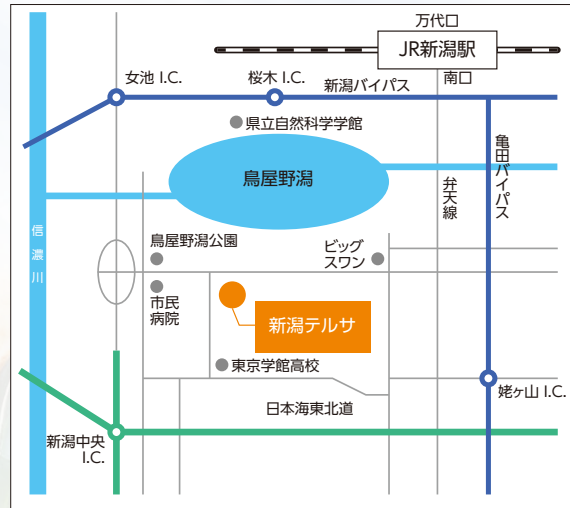 万代口
JR新潟駅
南口
女池 I.C.
桜木 I.C.
新潟バイパス
県立自然科学学館
亀田バイパス
鳥屋野潟
弁天線
信濃川
鳥屋野潟公園
ビッグ
スワン
市民
病院
新潟テルサ
東京学館高校
姥ヶ山 I.C.
日本海東北道
新潟中央
I.C.